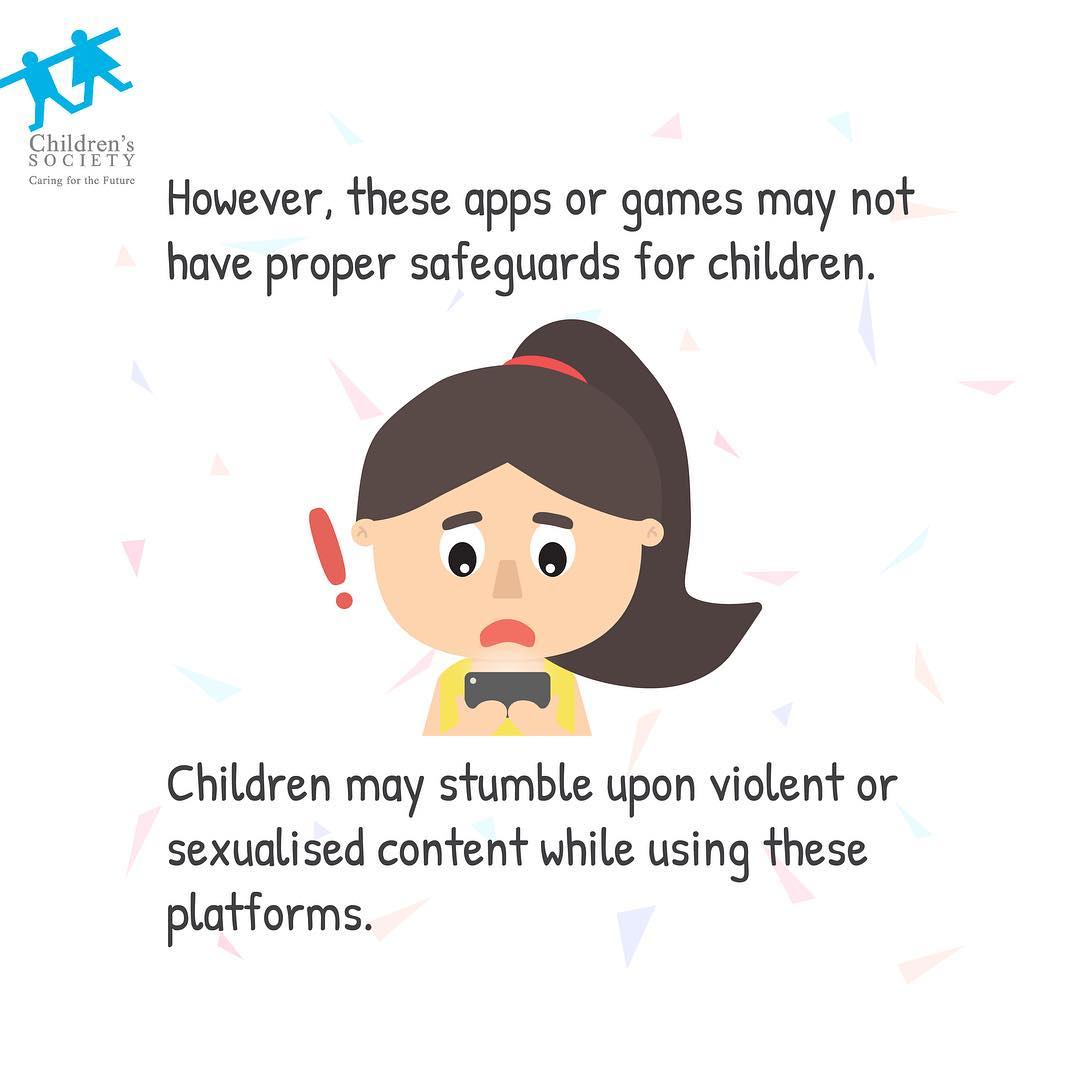 Children's
SOCIETY
Caring for the Future
However, these apps or games may not
have proper safeguards for children.
Children may stumble upon violent or
sexualised content while using these
platforms.